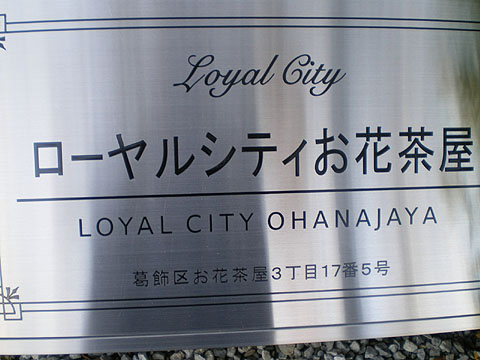 Loyal City
ローヤルシティお花茶屋
LOYAL CITY OHANAJAYA
葛飾区お花茶屋3丁目17番5号